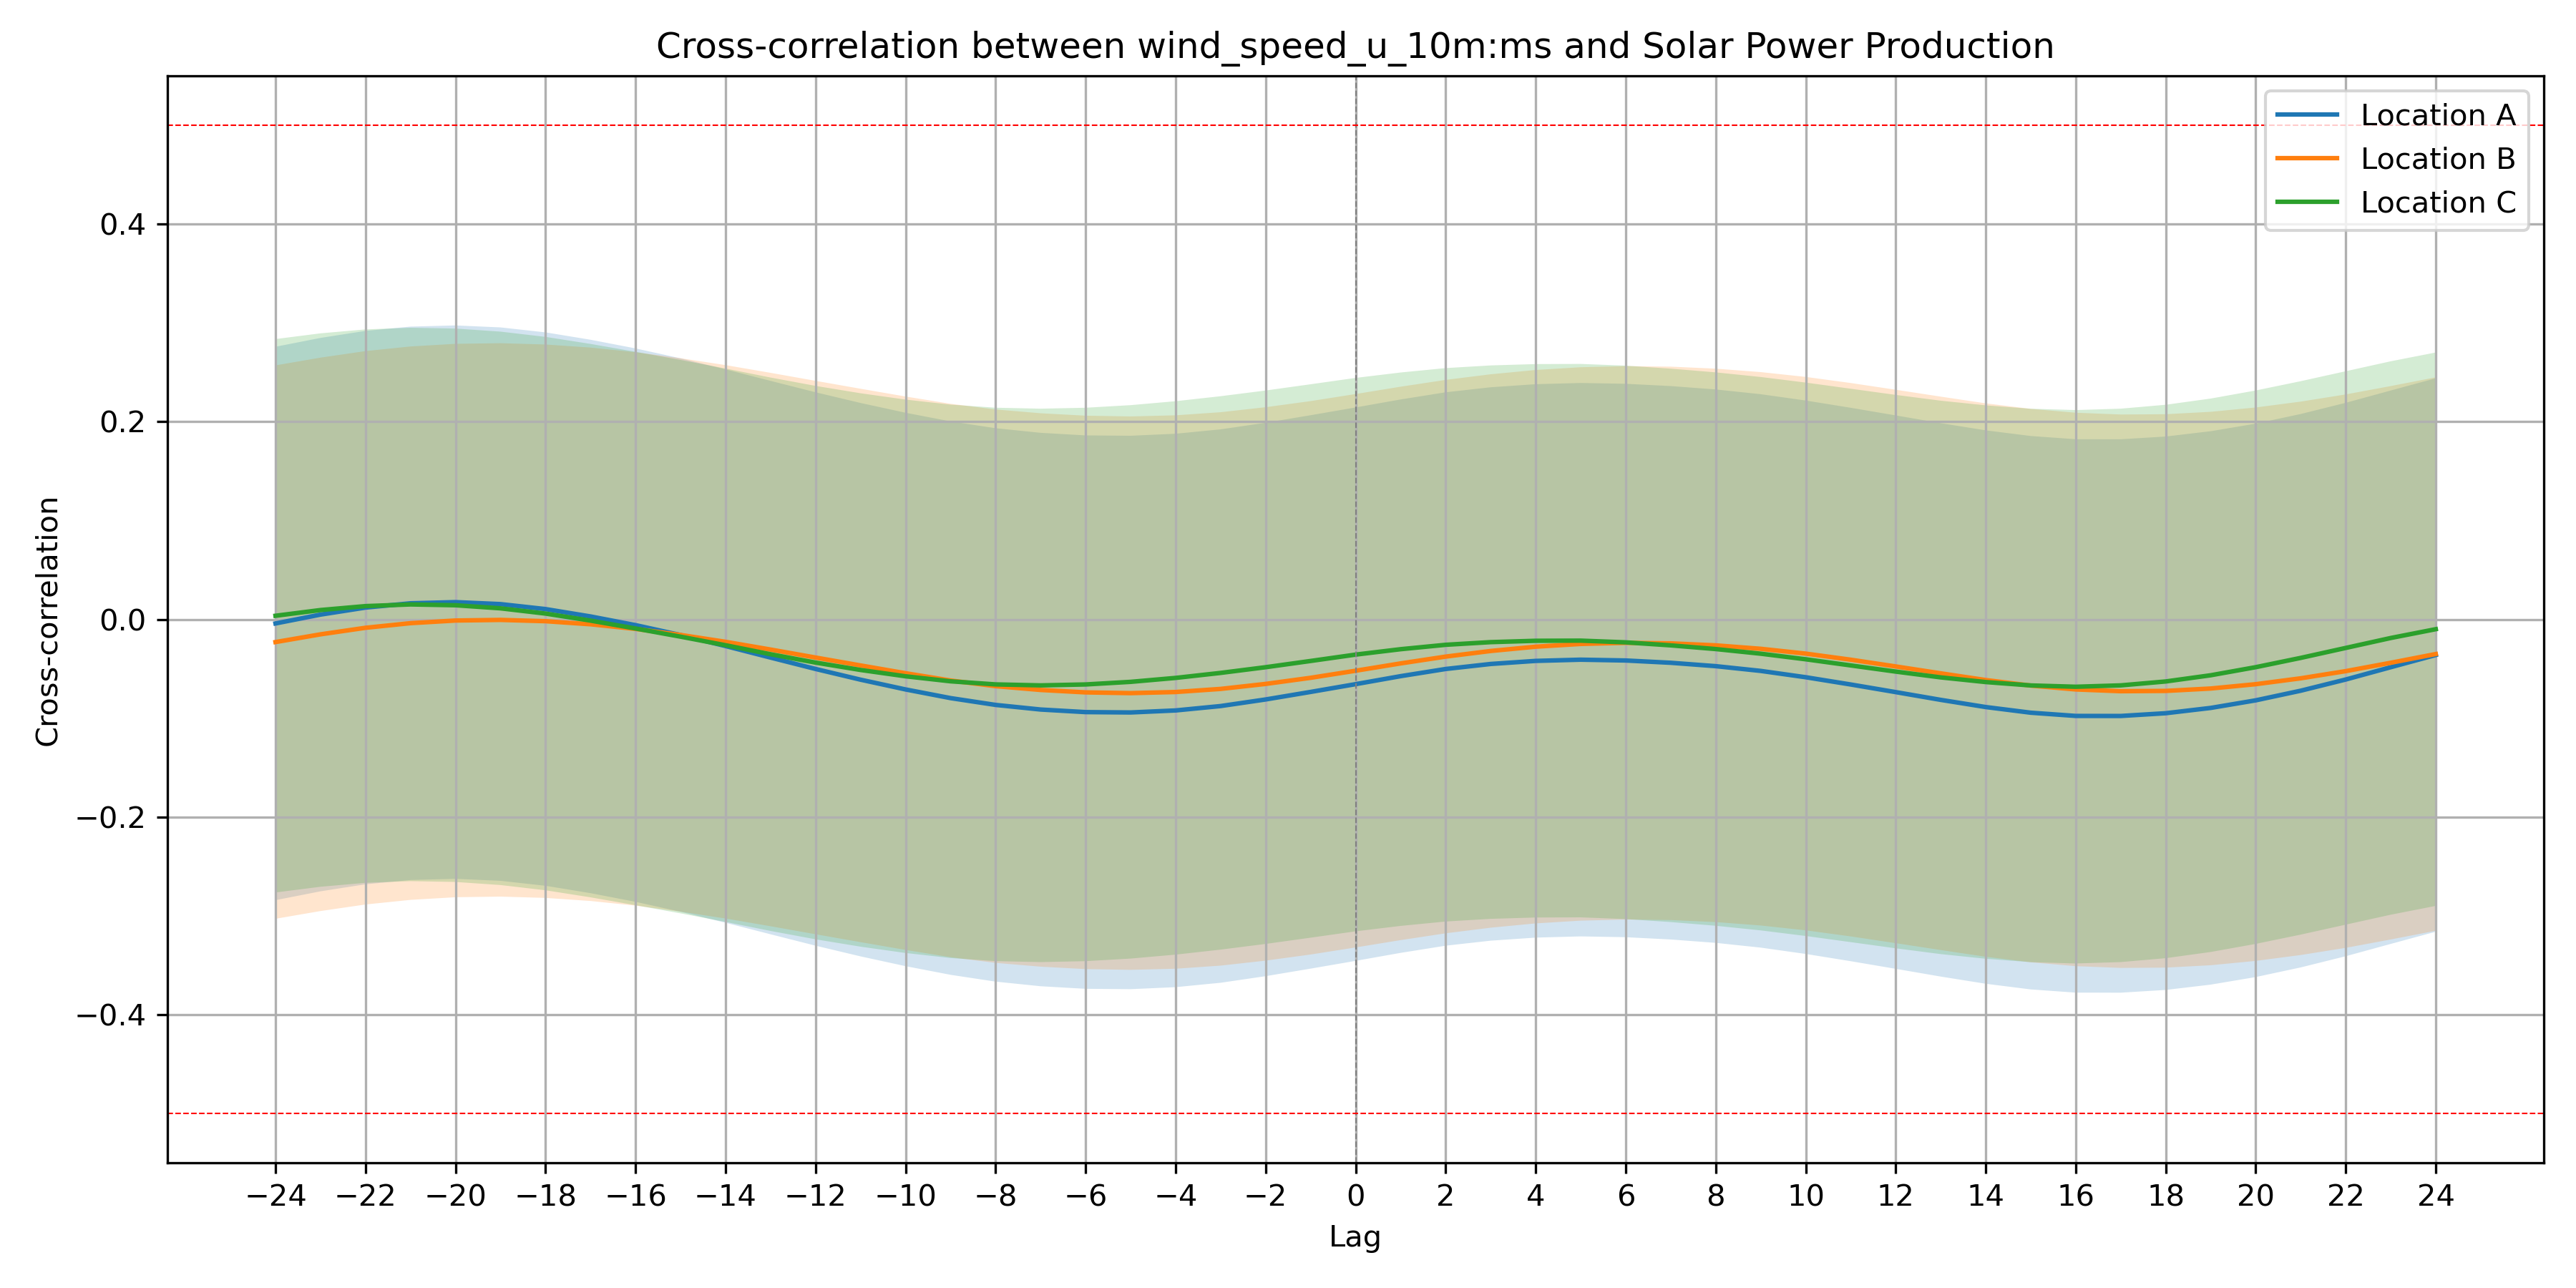 Cross-correlation between wind_speed_u_10m:ms and Solar Power Production
Location A
Location B
Location C
0.4
0.2
0.0
−0.2
−0.4
Cross-correlation
−24 −22 −20 −18 −16 −14 −12 −10 −8 −6 −4 −2 0 2 4 6 8 10 12 14 16 18 20 22 24
Lag